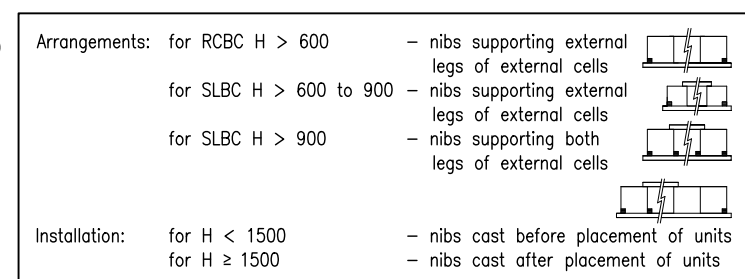 Arrangements: for RCBC H > 600 – nibs supporting external
legs of external cells
for SLBC H > 600 to 900 – nibs supporting external
legs of external cells
for SLBC H > 900 – nibs supporting both
legs of external cells
Installation: for H < 1500 – nibs cast before placement of units
for H ≥ 1500 – nibs cast after placement of units